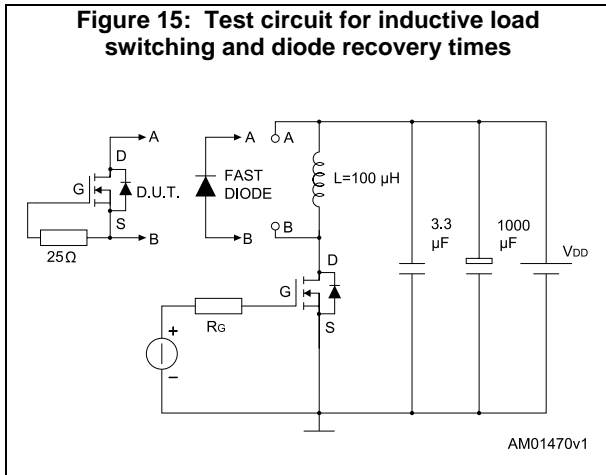 Figure 15: Test circuit for inductive load
switching and diode recovery times
A
D
G
D.U.T.
S
B
25Ω
A
FAST
DIODE
B
A
L=100 µH
B
D
G
S
RG
+
–
3.3
µF
1000
µF
VDD
AM01470v1